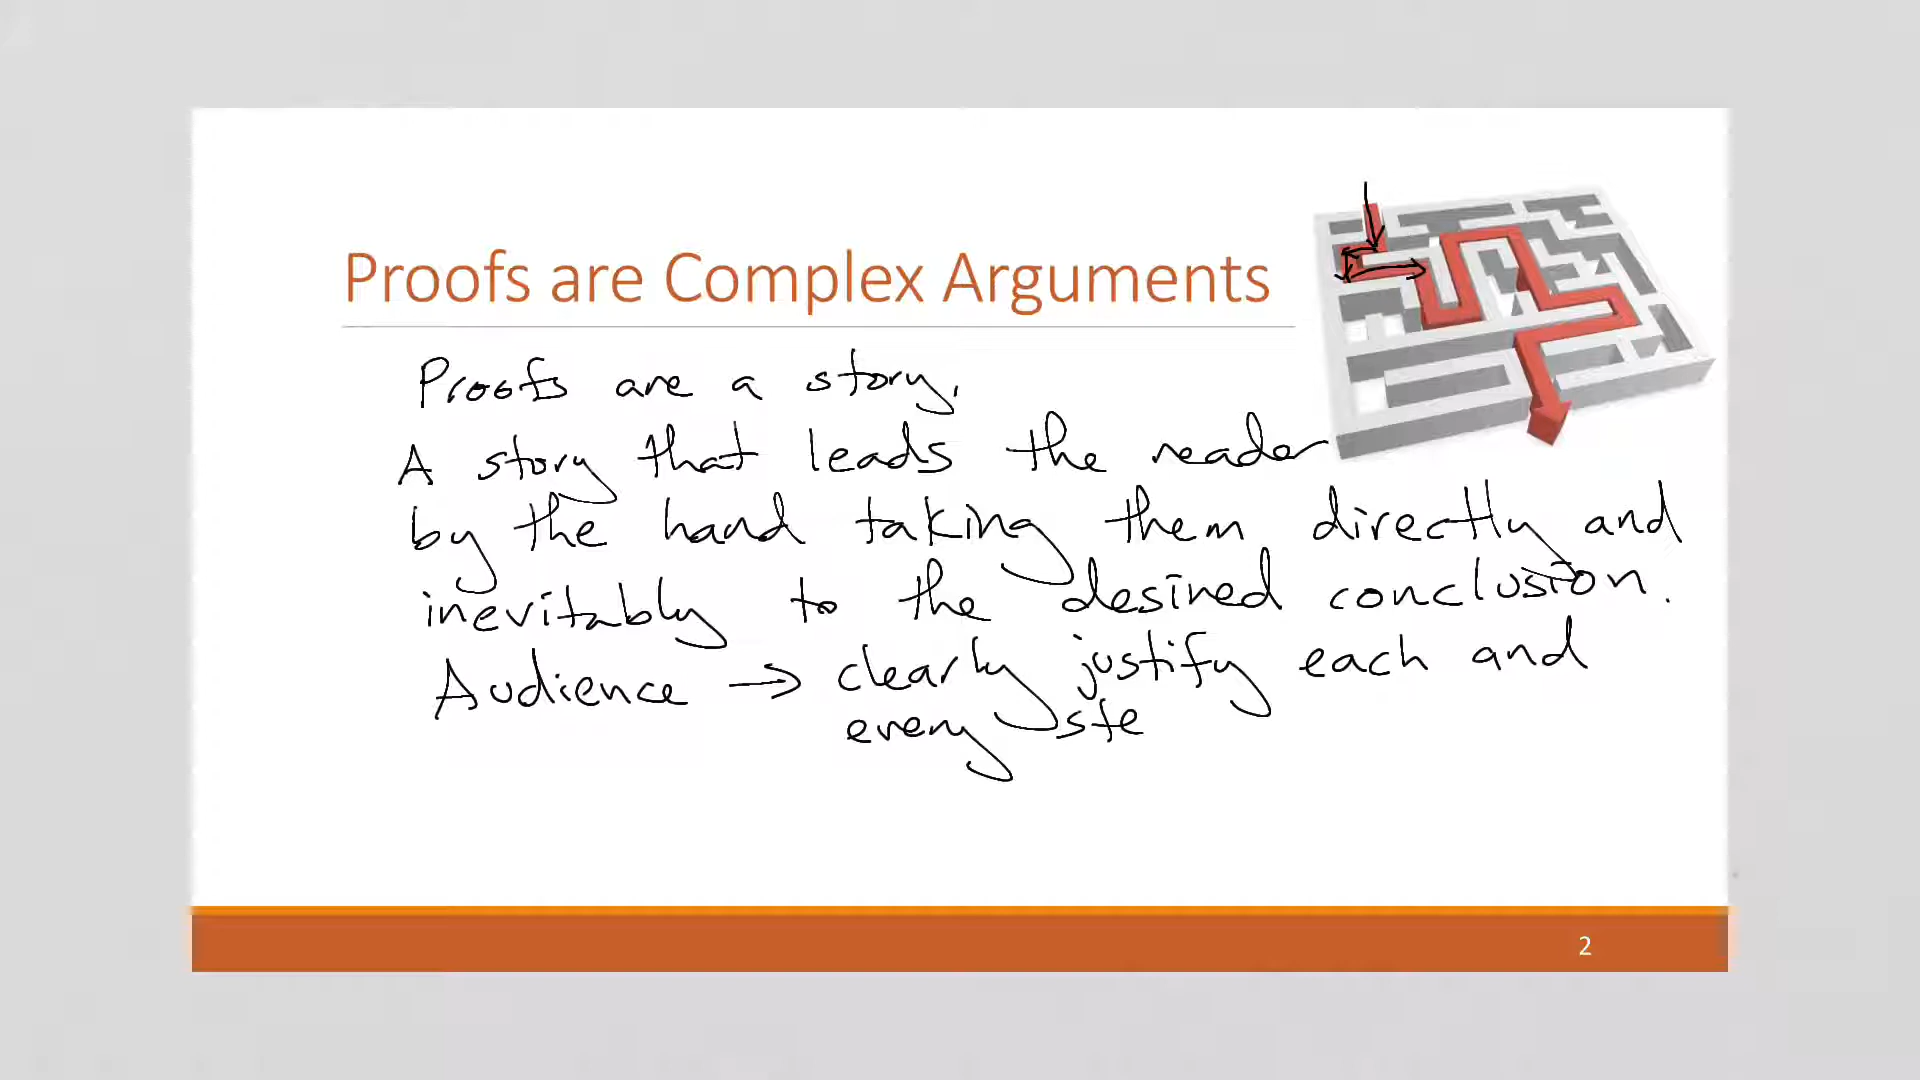 Proofs are Complex Arguments
Proofs are a story.
A story that leads the reader
by the hand taking them directly and
inevitably to the desired conclusion.
Audience → clearly justify each and
every ste
2